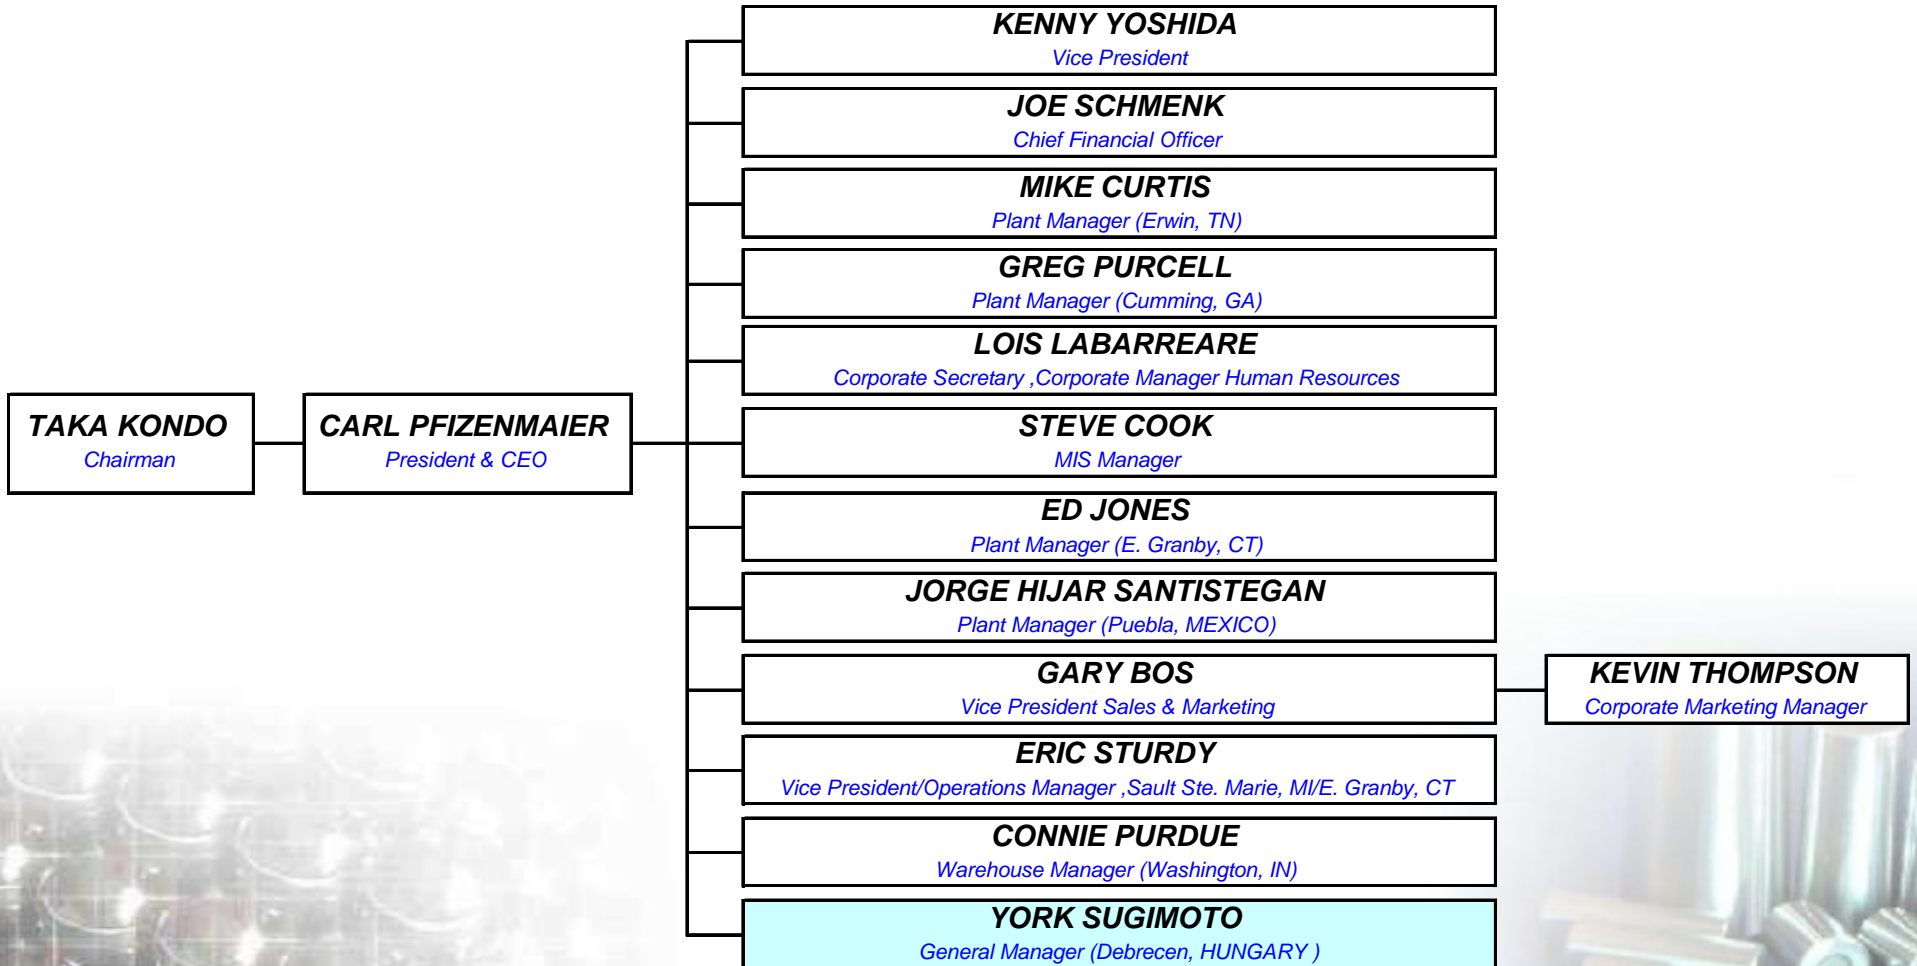 KENNY YOSHIDA
Vice President
JOE SCHMENK
Chief Financial Officer
MIKE CURTIS
Plant Manager (Erwin, TN)
GREG PURCELL
Plant Manager (Cumming, GA)
LOIS LABARREARE
Corporate Secretary ,Corporate Manager Human Resources
TAKA KONDO
Chairman
CARL PFIZENMAIER
President & CEO
STEVE COOK
MIS Manager
ED JONES
Plant Manager (E. Granby, CT)
JORGE HIJAR SANTISTEGAN
Plant Manager (Puebla, MEXICO)
GARY BOS
Vice President Sales & Marketing
KEVIN THOMPSON
Corporate Marketing Manager
ERIC STURDY
Vice President/Operations Manager ,Sault Ste. Marie, MI/E. Granby, CT
CONNIE PURDUE
Warehouse Manager (Washington, IN)
YORK SUGIMOTO
General Manager (Debrecen, HUNGARY )